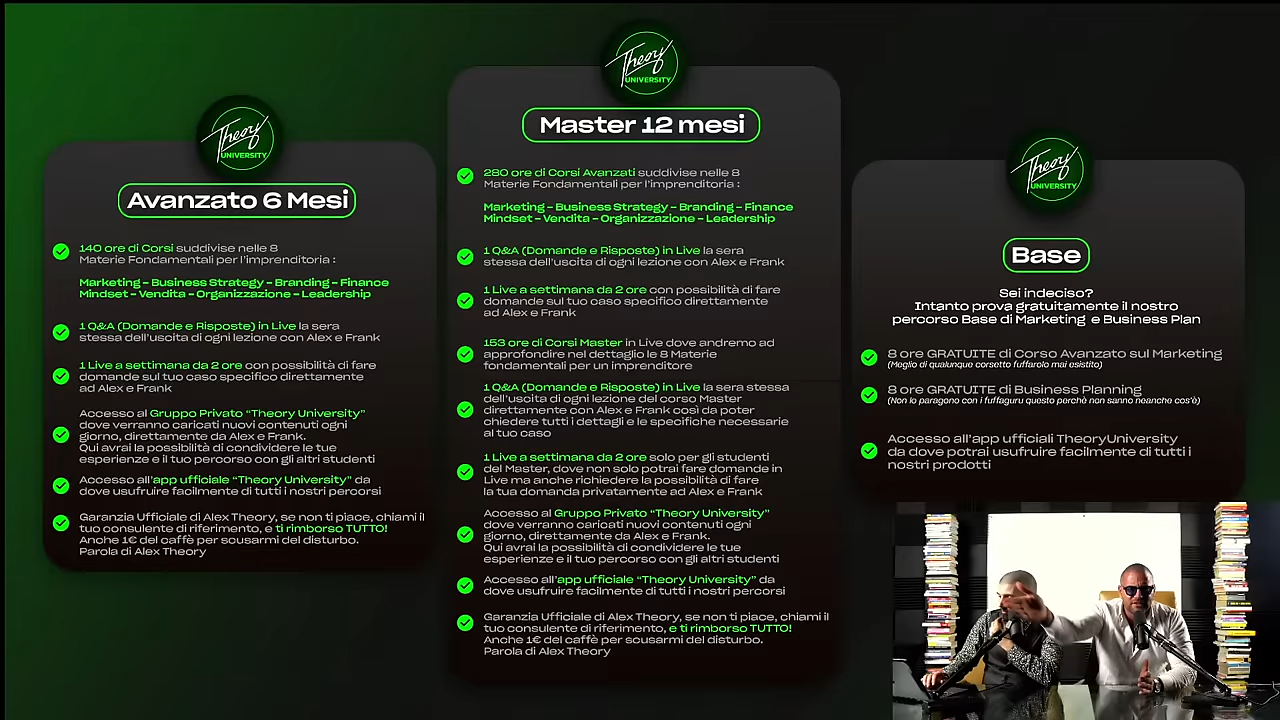 Theory
UNIVERSITY
Avanzato 6 Mesi
140 ore di Corsi suddivise nelle 8
Materie Fondamentali per l'imprenditoria :
Marketing – Business Strategy – Branding – Finance
Mindset – Vendita – Organizzazione – Leadership
1 Q&A (Domande e Risposte) in Live la sera
stessa dell'uscita di ogni lezione con Alex e Frank
1 Live a settimana da 2 ore con possibilità di fare
domande sul tuo caso specifico direttamente
ad Alex e Frank
Accesso al Gruppo Privato “Theory University”
dove verranno caricati nuovi contenuti ogni
giorno, direttamente da Alex e Frank.
Qui avrai la possibilità di condividere le tue
esperienze e il tuo percorso con gli altri studenti
Accesso all'app ufficiale “Theory University” da
dove usufruire facilmente di tutti i nostri percorsi
Garanzia Ufficiale di Alex Theory, se non ti piace, chiami il
tuo consulente di riferimento, e ti rimborso TUTTO!
Anche 1€ del caffè per scusarmi del disturbo.
Parola di Alex Theory
Theory
UNIVERSITY
Master 12 mesi
280 ore di Corsi Avanzati suddivise nelle 8
Materie Fondamentali per l'imprenditoria :
Marketing – Business Strategy – Branding – Finance
Mindset – Vendita – Organizzazione – Leadership
1 Q&A (Domande e Risposte) in Live la sera
stessa dell'uscita di ogni lezione con Alex e Frank
1 Live a settimana da 2 ore con possibilità di fare
domande sul tuo caso specifico direttamente
ad Alex e Frank
153 ore di Corsi Master in Live dove andremo ad
approfondire nel dettaglio le 8 Materie
fondamentali per un imprenditore
1 Q&A (Domande e Risposte) in Live la sera stessa
dell'uscita di ogni lezione del corso Master
direttamente con Alex e Frank così da poter
chiedere tutti i dettagli e le specifiche necessarie
al tuo caso
1 Live a settimana da 2 ore solo per gli studenti
del Master, dove non solo potrai fare domande in
Live ma anche richiedere la possibilità di fare
la tua domanda privatamente ad Alex e Frank
Accesso al Gruppo Privato “Theory University”
dove verranno caricati nuovi contenuti ogni
giorno, direttamente da Alex e Frank.
Qui avrai la possibilità di condividere le tue
esperienze e il tuo percorso con gli altri studenti
Accesso all'app ufficiale “Theory University” da
dove usufruire facilmente di tutti i nostri percorsi
Garanzia Ufficiale di Alex Theory, se non ti piace, chiami il
tuo consulente di riferimento, e ti rimborso TUTTO!
Anche 1€ del caffè per scusarmi del disturbo.
Parola di Alex Theory
Theory
UNIVERSITY
Base
Sei indeciso?
Intanto prova gratuitamente il nostro
percorso Base di Marketing e Business Plan
8 ore GRATUITE di Corso Avanzato sul Marketing
(Meglio di qualunque corsetto fuffarolo mai esistito)
8 ore GRATUITE di Business Planning
(Non lo paragono con i fuffaguru questo perchè non sanno neanche cos'è)
Accesso all'app ufficiali TheoryUniversity
da dove potrai usufruire facilmente di tutti i
nostri prodotti